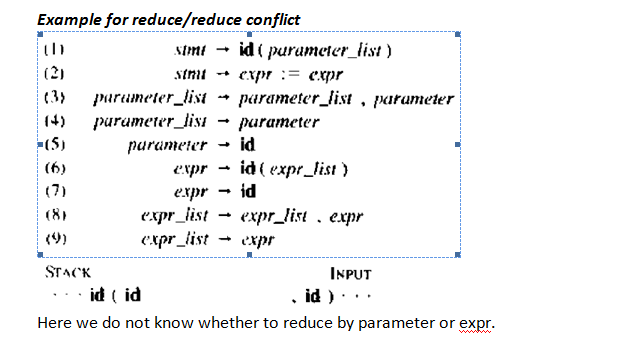 Example for reduce/reduce conflict
(1) stmt → id ( parameter_list )
(2) stmt → expr := expr
(3) parameter_list → parameter_list , parameter
(4) parameter_list → parameter
(5) parameter → id
(6) expr → id ( expr_list )
(7) expr → id
(8) expr_list → expr_list , expr
(9) expr_list → expr
STACK INPUT
· · · id ( id , id ) · · ·
Here we do not know whether to reduce by parameter or expr.